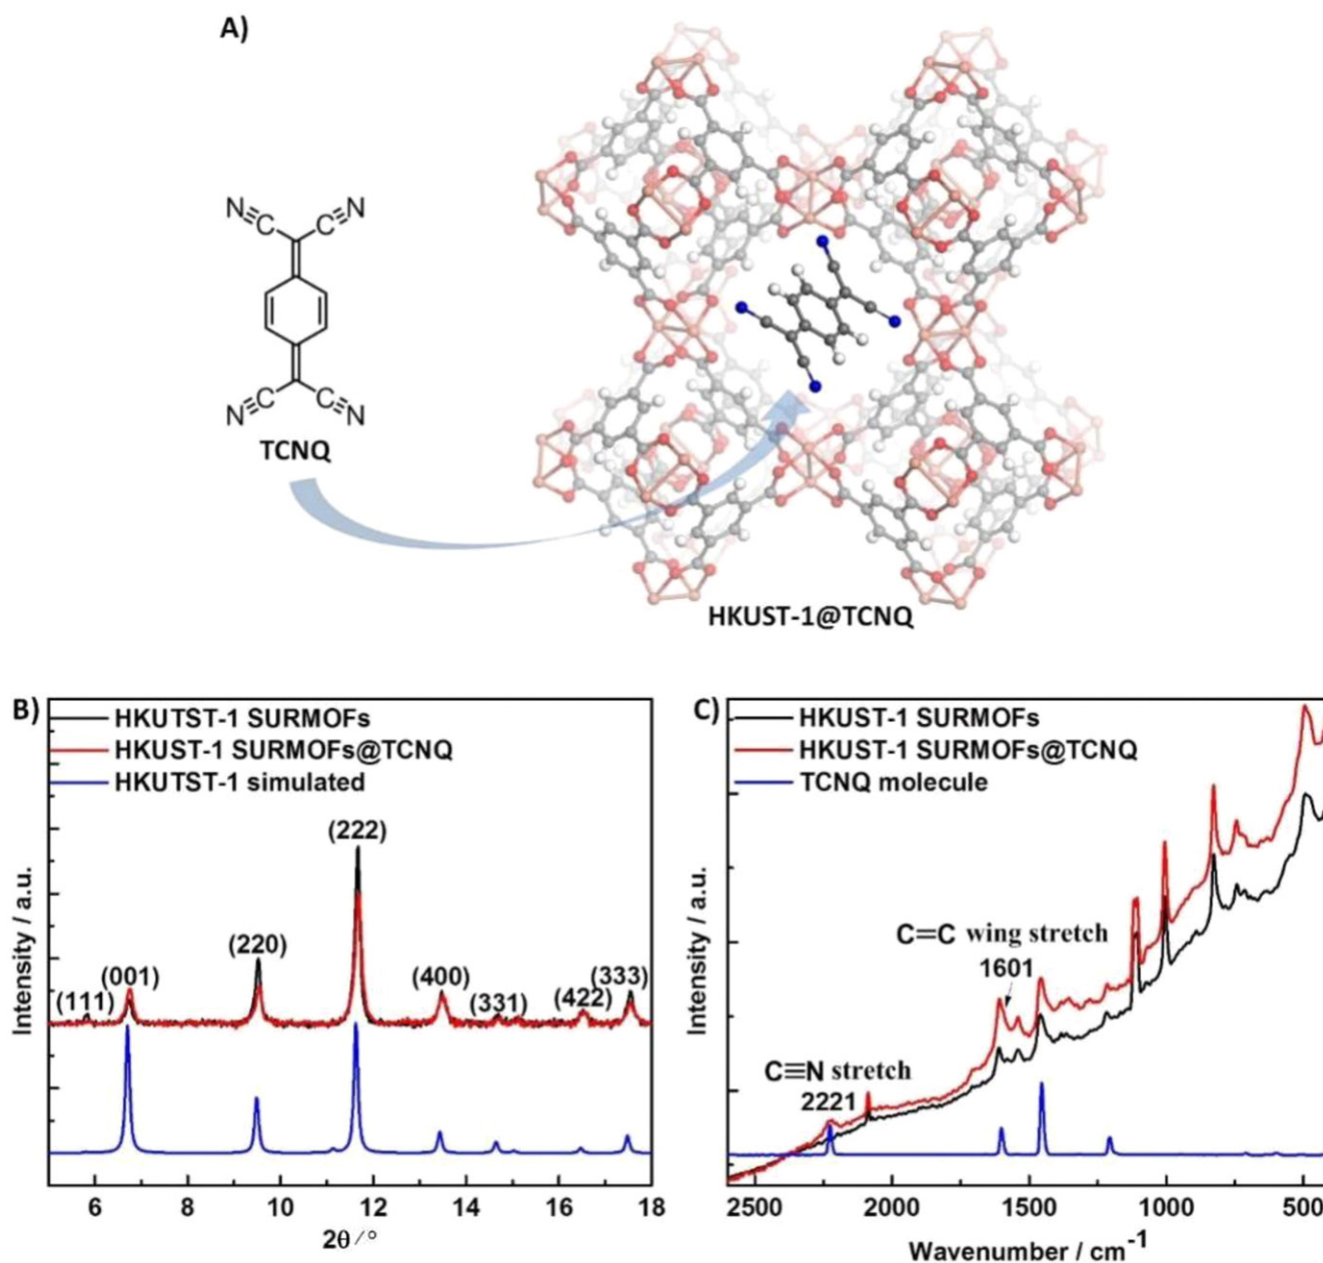 A)
N≡C C≡N
N≡C C≡N
TCNQ
HKUST-1@TCNQ
B)
HKUTST-1 SURMOFs
HKUST-1 SURMOFs@TCNQ
HKUTST-1 simulated
(222)
(220)
(001)
(400)
(333)
(111)
(331)
(422)
Intensity / a.u.
6 8 10 12 14 16 18
2θ/°
C)
HKUST-1 SURMOFs
HKUST-1 SURMOFs@TCNQ
TCNQ molecule
C=C wing stretch
1601
C≡N stretch
2221
Intensity / a.u.
2500 2000 1500 1000 500
Wavenumber / cm-1